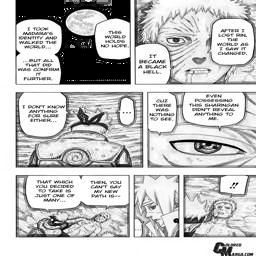 AFTER I
LOST RIN,
THE WORLD
AS I
SAW IT
CHANGED.
IT
BECAME
A BLACK
HELL.
THIS
WORLD
HOLDS
NO HOPE.
I TOOK
MADARA'S
IDENTITY AND
WALKED THE
WORLD...
...BUT ALL
THAT DID
WAS CONFIRM
IT
FURTHER.
EVEN
POSSESSING
THIS SHARINGAN
DIDN'T REVEAL
ANYTHING TO
ME.
CUZ
THERE WAS
NOTHING
TO SEE.
...
I DON'T KNOW
ANYTHING
FOR SURE
EITHER...
!!
THEN, YOU
CAN'T SAY
MY NEW
PATH IS--
THAT WHICH
YOU DECIDED
TO TAKE IS
JUST ONE OF
MANY...
COLORED
MANGA.COM